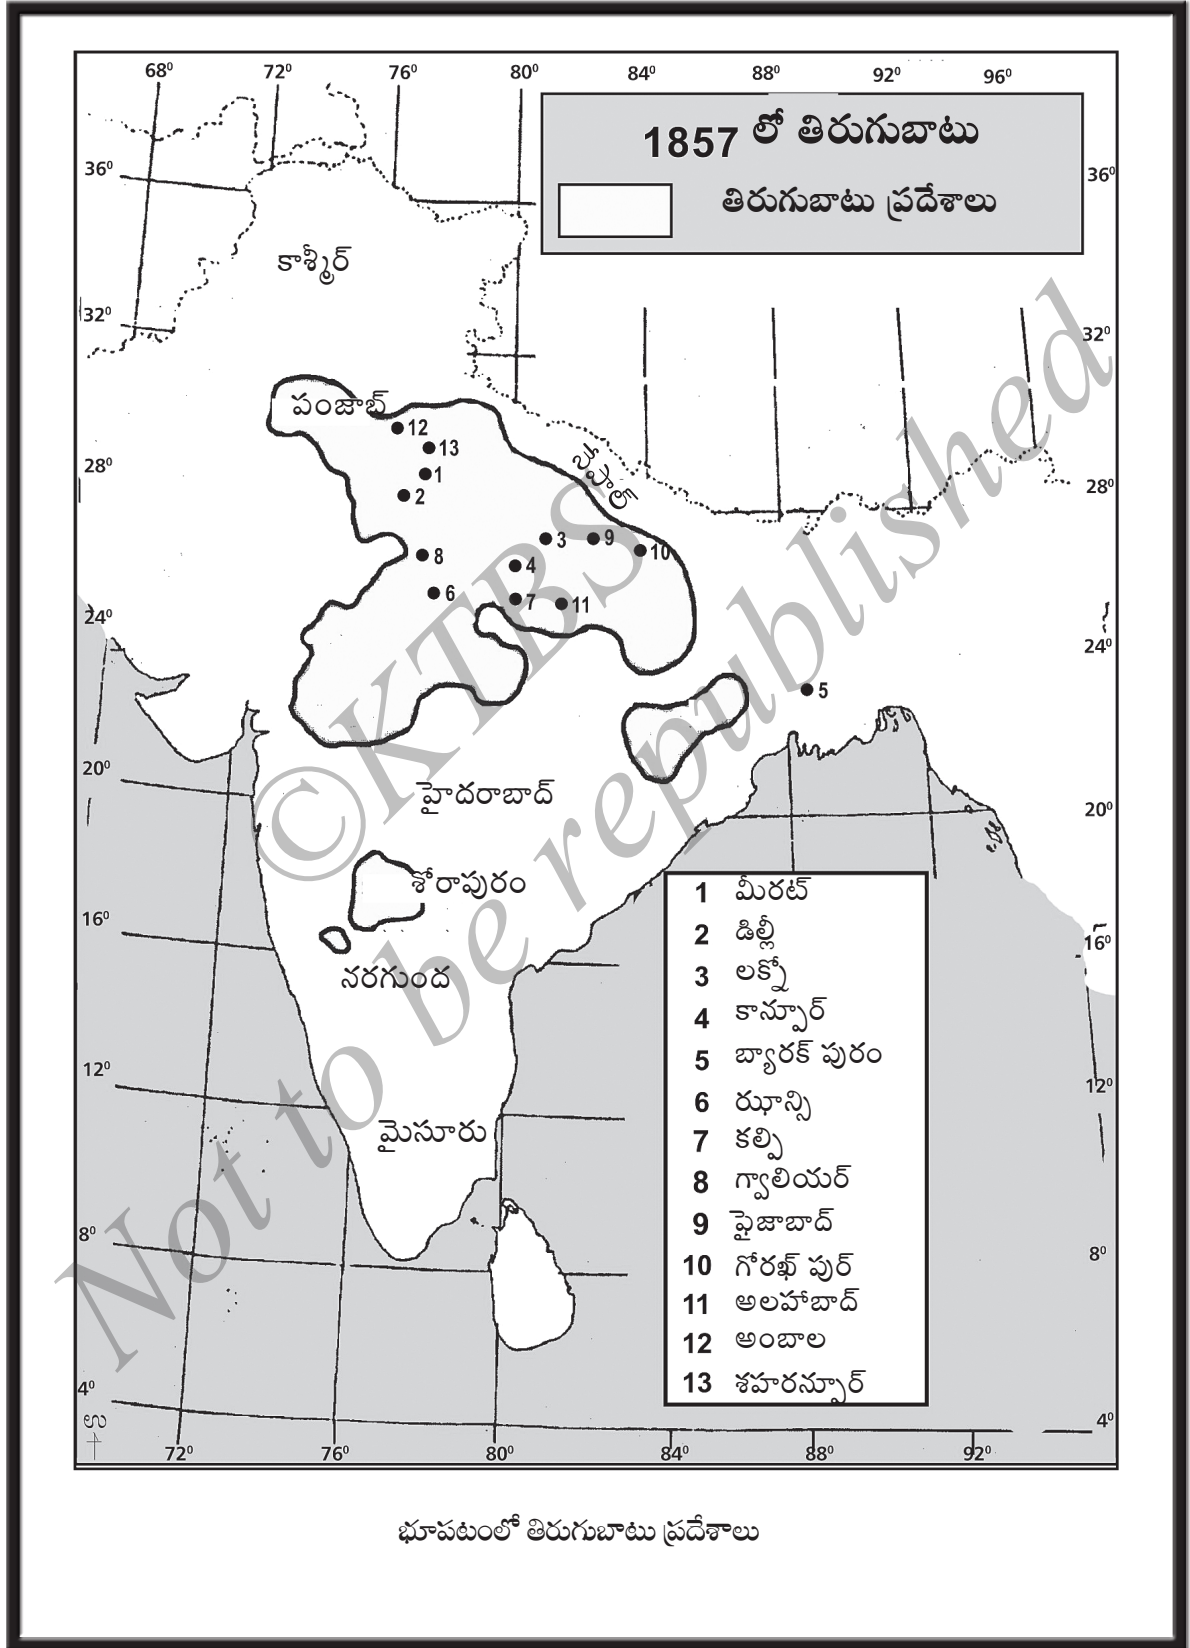 68⁰ 72⁰ 76⁰ 80⁰ 84⁰ 88⁰ 92⁰ 96⁰
1857 లో తిరుగుబాటు
తిరుగుబాటు ప్రదేశాలు
36⁰ 36⁰
కాశ్మీర్
32⁰ 32⁰
పంజాబ్
12
13
నేపాల్
28⁰ 28⁰
1
2
3 9 10
8
4
6 7 11
24⁰ 24⁰
5
20⁰ 20⁰
హైదరాబాద్
శోరాపురం
16⁰ 16⁰
నరగుంద
12⁰ 12⁰
మైసూరు
8⁰ 8⁰
4⁰ 4⁰
ఉ
1 మీరట్
2 డిల్లీ
3 లక్నో
4 కాన్పూర్
5 బ్యారక్ పురం
6 ఝాన్సి
7 కల్పి
8 గ్వాలియర్
9 ఫైజాబాద్
10 గోరఖ్ పుర్
11 అలహాబాద్
12 అంబాల
13 శహరన్పూర్
72⁰ 76⁰ 80⁰ 84⁰ 88⁰ 92⁰
©KTBS
Not to be republished
భూపటంలో తిరుగుబాటు ప్రదేశాలు